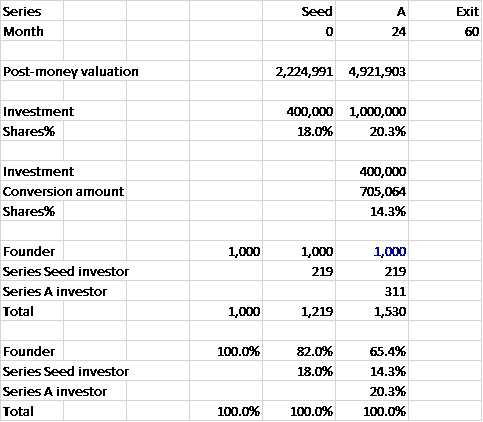 Series Seed A Exit
Month 0 24 60
Post-money valuation 2,224,991 4,921,903
Investment 400,000 1,000,000
Shares% 18.0% 20.3%
Investment 400,000
Conversion amount 705,064
Shares% 14.3%
Founder 1,000 1,000 1,000
Series Seed investor 219 219
Series A investor 311
Total 1,000 1,219 1,530
Founder 100.0% 82.0% 65.4%
Series Seed investor 18.0% 14.3%
Series A investor 20.3%
Total 100.0% 100.0% 100.0%